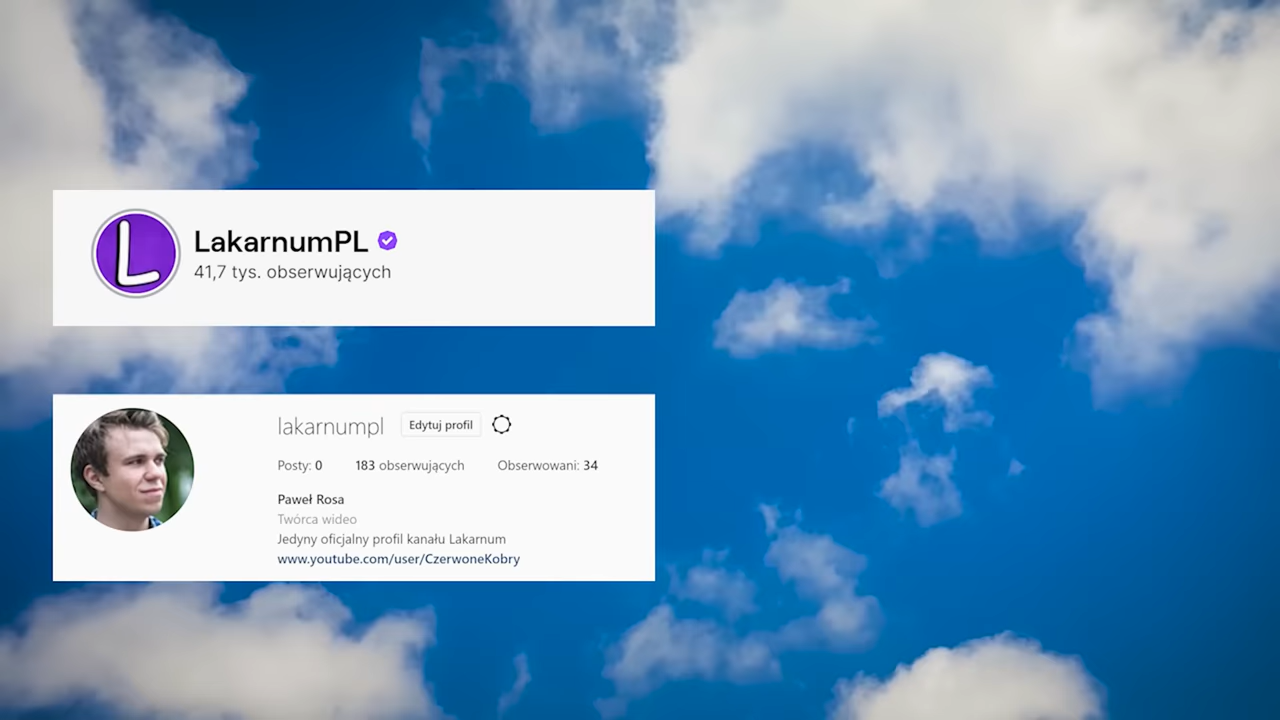 L
LakarnumPL
41,7 tys. obserwujących
lakarnumpl Edytuj profil
Posty: 0 183 obserwujących Obserwowani: 34
Paweł Rosa
Twórca wideo
Jedyny oficjalny profil kanału Lakarnum
www.youtube.com/user/CzerwoneKobry